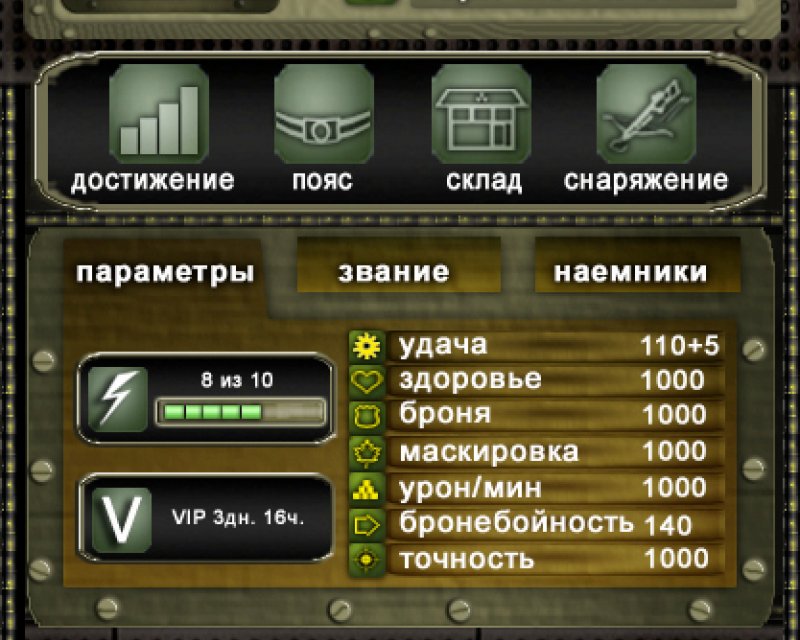 достижение пояс склад снаряжение
параметры звание наемники
8 из 10
VIP 3дн. 16ч.
удача 110+5
здоровье 1000
броня 1000
маскировка 1000
урон/мин 1000
бронебойность 140
точность 1000